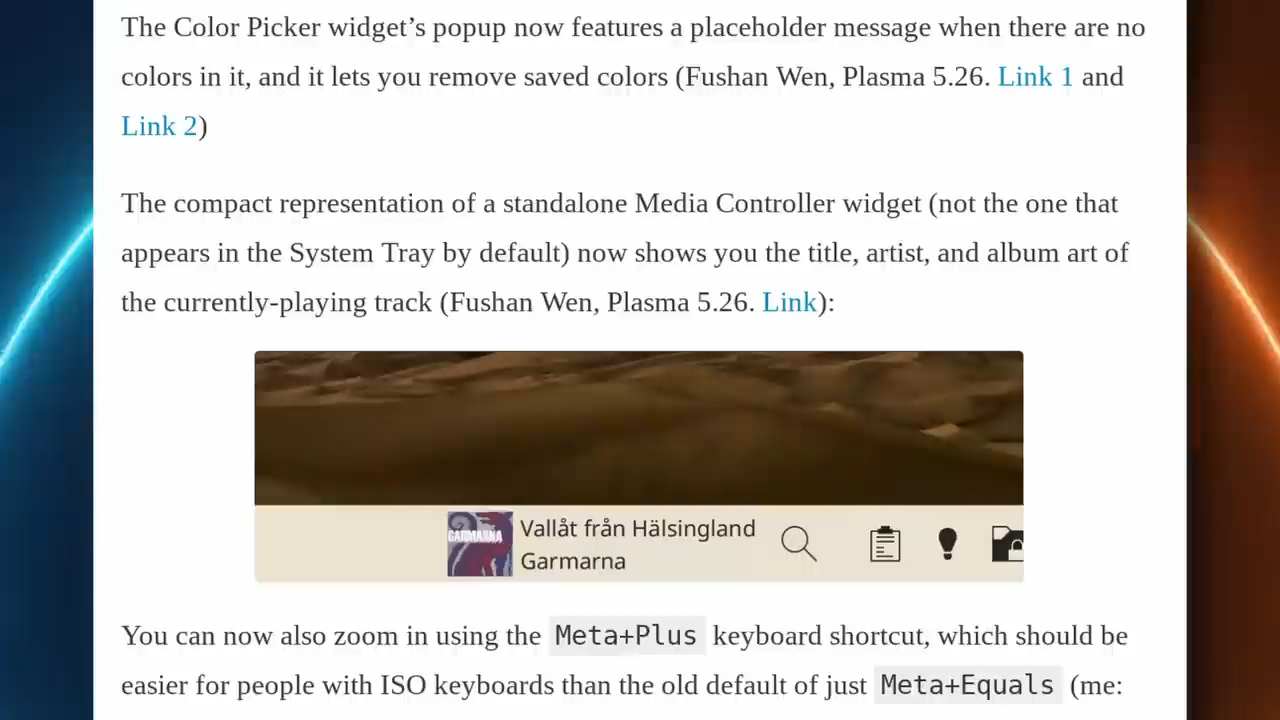 The Color Picker widget’s popup now features a placeholder message when there are no
colors in it, and it lets you remove saved colors (Fushan Wen, Plasma 5.26. Link 1 and
Link 2)
The compact representation of a standalone Media Controller widget (not the one that
appears in the System Tray by default) now shows you the title, artist, and album art of
the currently-playing track (Fushan Wen, Plasma 5.26. Link):
GARMARNA
Vallåt från Hälsingland
Garmarna
You can now also zoom in using the Meta+Plus keyboard shortcut, which should be
easier for people with ISO keyboards than the old default of just Meta+Equals (me: